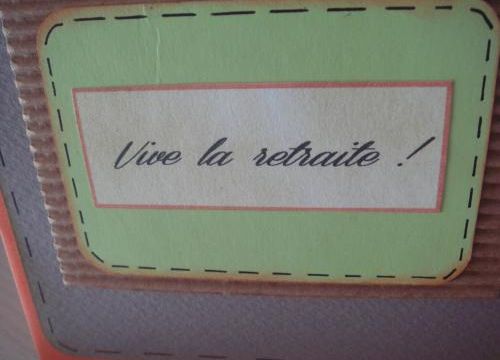 Vive la retraite !